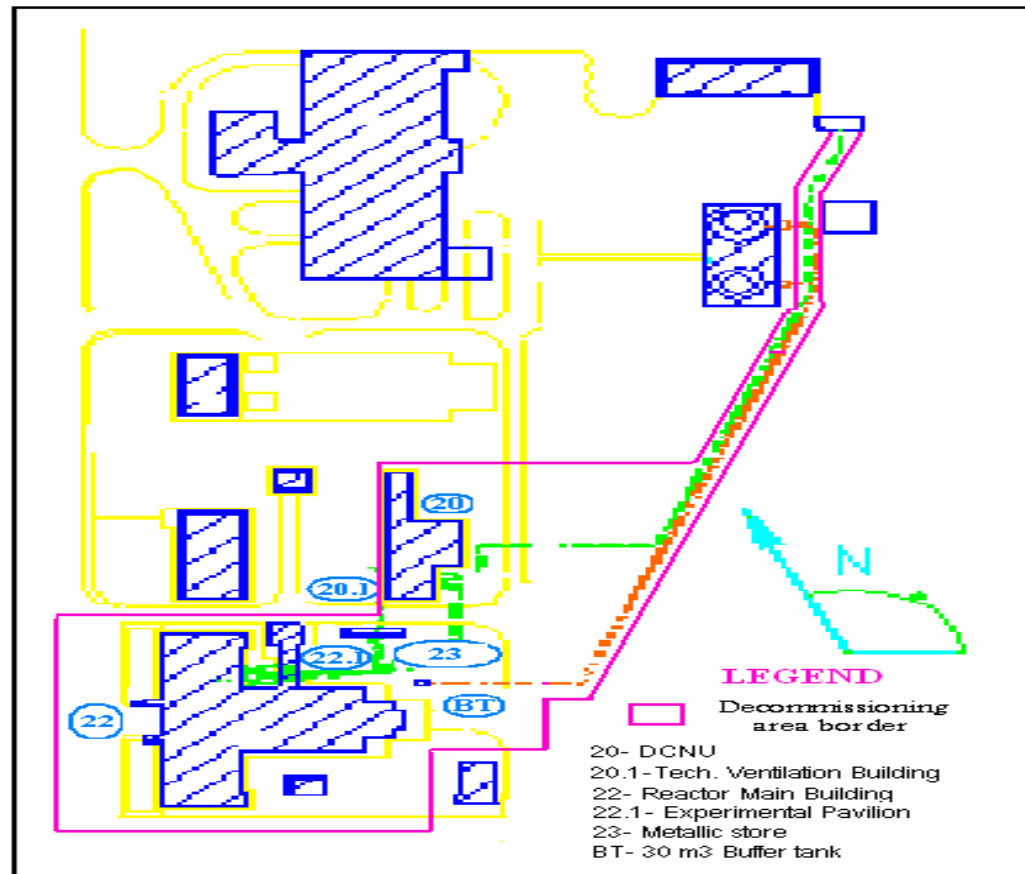 20
20.1
22.1
23
22
BT
N
LEGEND
Decommissioning
area border
20- DCNU
20.1-Tech. Ventilation Building
22- Reactor Main Building
22.1- Experimental Pavilion
23- Metallic store
BT- 30 m3 Buffer tank